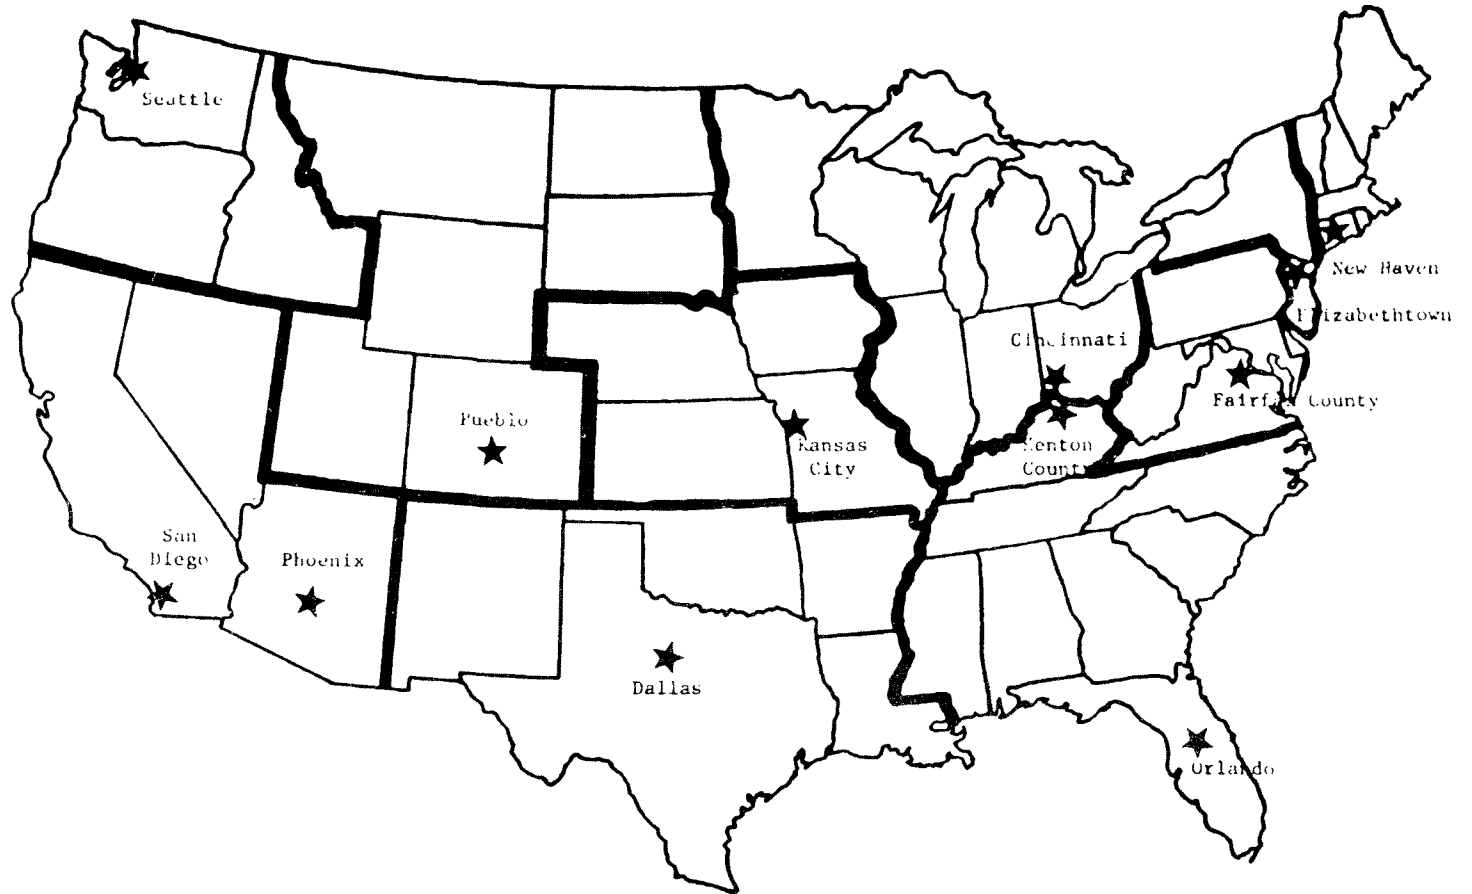 Seattle
New Haven
Elizabethtown
Cincinnati
Fairfax County
Pueblo
Kansas
City
Kenton
County
San
Diego
Phoenix
Dallas
Orlando